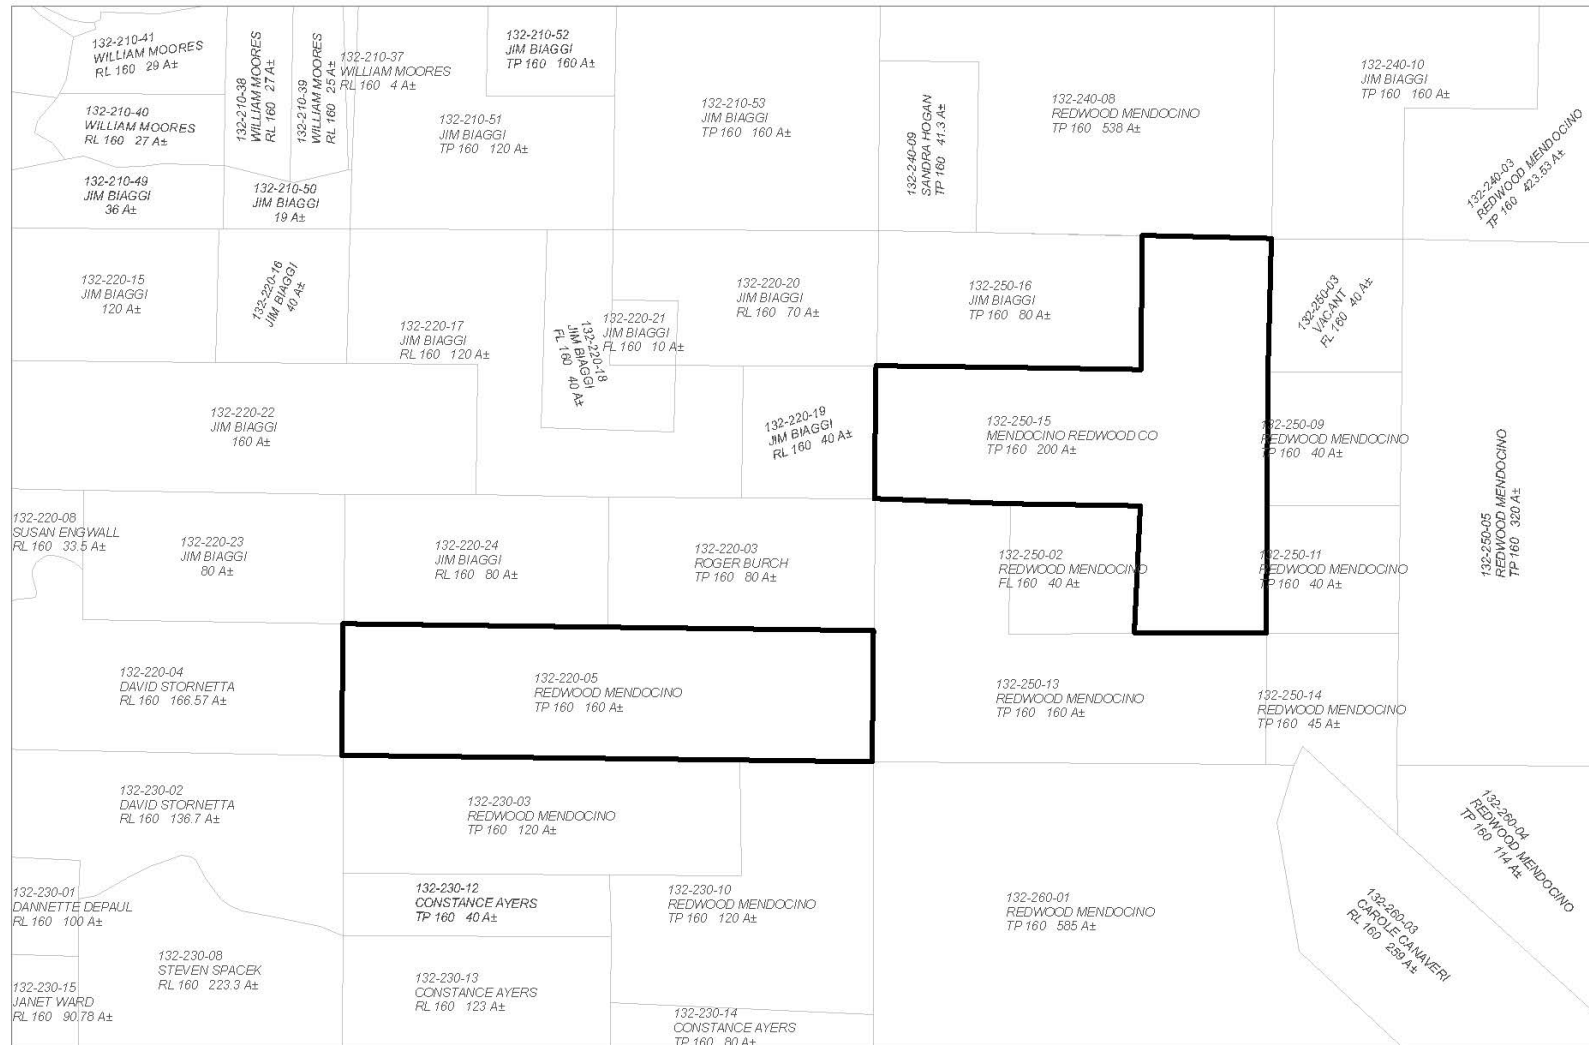 132-210-41
WILLIAM MOORES
RL 160 29 A±
132-210-38
WILLIAM MOORES
RL 160 27 A±
132-210-39
WILLIAM MOORES
RL 160 25 A±
132-210-37
WILLIAM MOORES
RL 160 4 A±
132-210-52
JIM BIAGGI
TP 160 160 A±
132-240-10
JIM BIAGGI
TP 160 160 A±
132-210-40
WILLIAM MOORES
RL 160 27 A±
132-210-51
JIM BIAGGI
TP 160 120 A±
132-210-53
JIM BIAGGI
TP 160 160 A±
132-240-09
SANDRA HOGAN
TP 160 41.3 A±
132-240-08
REDWOOD MENDOCINO
TP 160 538 A±
132-240-03
REDWOOD MENDOCINO
TP 160 423.53 A±
132-210-49
JIM BIAGGI
36 A±
132-210-50
JIM BIAGGI
19 A±
132-220-15
JIM BIAGGI
120 A±
132-220-16
JIM BIAGGI
40 A±
132-220-17
JIM BIAGGI
RL 160 120 A±
132-220-18
JIM BIAGGI
FL 160 40 A±
132-220-21
JIM BIAGGI
FL 160 10 A±
132-220-20
JIM BIAGGI
RL 160 70 A±
132-250-16
JIM BIAGGI
TP 160 80 A±
132-250-03
VACANT
FL 160 40 A±
132-220-22
JIM BIAGGI
160 A±
132-220-19
JIM BIAGGI
RL 160 40 A±
132-250-15
MENDOCINO REDWOOD CO
TP 160 200 A±
132-250-09
REDWOOD MENDOCINO
TP 160 40 A±
132-250-05
REDWOOD MENDOCINO
TP 160 320 A±
132-220-08
SUSAN ENGWALL
RL 160 33.5 A±
132-220-23
JIM BIAGGI
80 A±
132-220-24
JIM BIAGGI
RL 160 80 A±
132-220-03
ROGER BURCH
TP 160 80 A±
132-250-02
REDWOOD MENDOCINO
FL 160 40 A±
132-250-11
REDWOOD MENDOCINO
TP 160 40 A±
132-220-04
DAVID STORNETTA
RL 160 166.57 A±
132-220-05
REDWOOD MENDOCINO
TP 160 160 A±
132-250-13
REDWOOD MENDOCINO
TP 160 160 A±
132-250-14
REDWOOD MENDOCINO
TP 160 45 A±
132-230-02
DAVID STORNETTA
RL 160 136.7 A±
132-230-03
REDWOOD MENDOCINO
TP 160 120 A±
132-260-04
REDWOOD MENDOCINO
TP 160 114 A±
132-230-01
DANNETTE DEPAUL
RL 160 100 A±
132-230-12
CONSTANCE AYERS
TP 160 40 A±
132-230-10
REDWOOD MENDOCINO
TP 160 120 A±
132-260-01
REDWOOD MENDOCINO
TP 160 585 A±
132-260-03
CAROLE CANAVERI
RL 160 259 A±
132-230-08
STEVEN SPACEK
RL 160 223.3 A±
132-230-15
JANET WARD
RL 160 90.78 A±
132-230-13
CONSTANCE AYERS
RL 160 123 A±
132-230-14
CONSTANCE AYERS
TP 160 80 A±